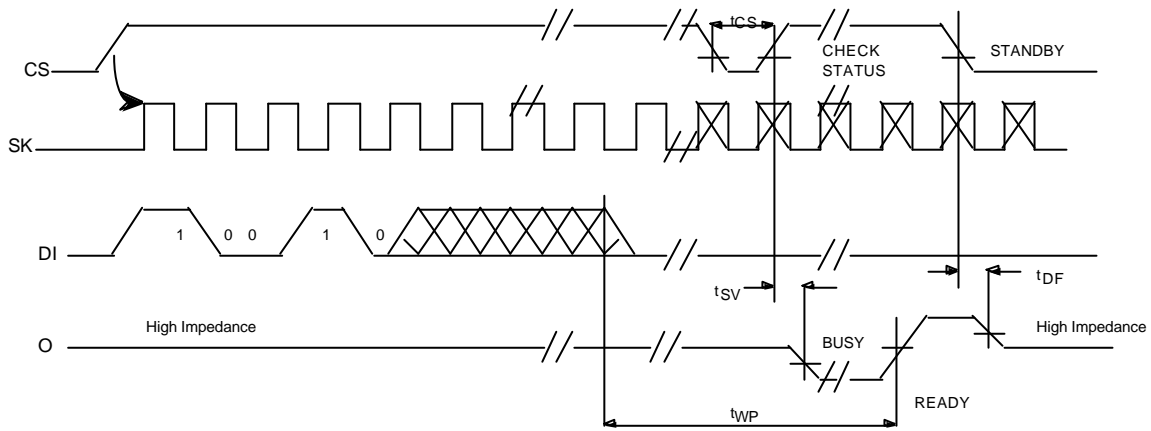 tCS
CS
CHECK
STATUS
STANDBY
SK
DI
1 0 0 1 0
tSV
tDF
O
High Impedance
BUSY
High Impedance
READY
tWP